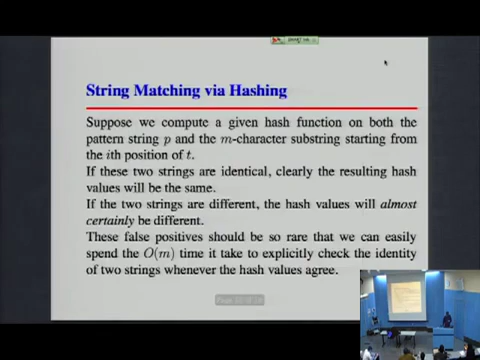 String Matching via Hashing
Suppose we compute a given hash function on both the
pattern string p and the m-character substring starting from
the ith position of t.
If these two strings are identical, clearly the resulting hash
values will be the same.
If the two strings are different, the hash values will almost
certainly be different.
These false positives should be so rare that we can easily
spend the O(m) time it take to explicitly check the identity
of two strings whenever the hash values agree.